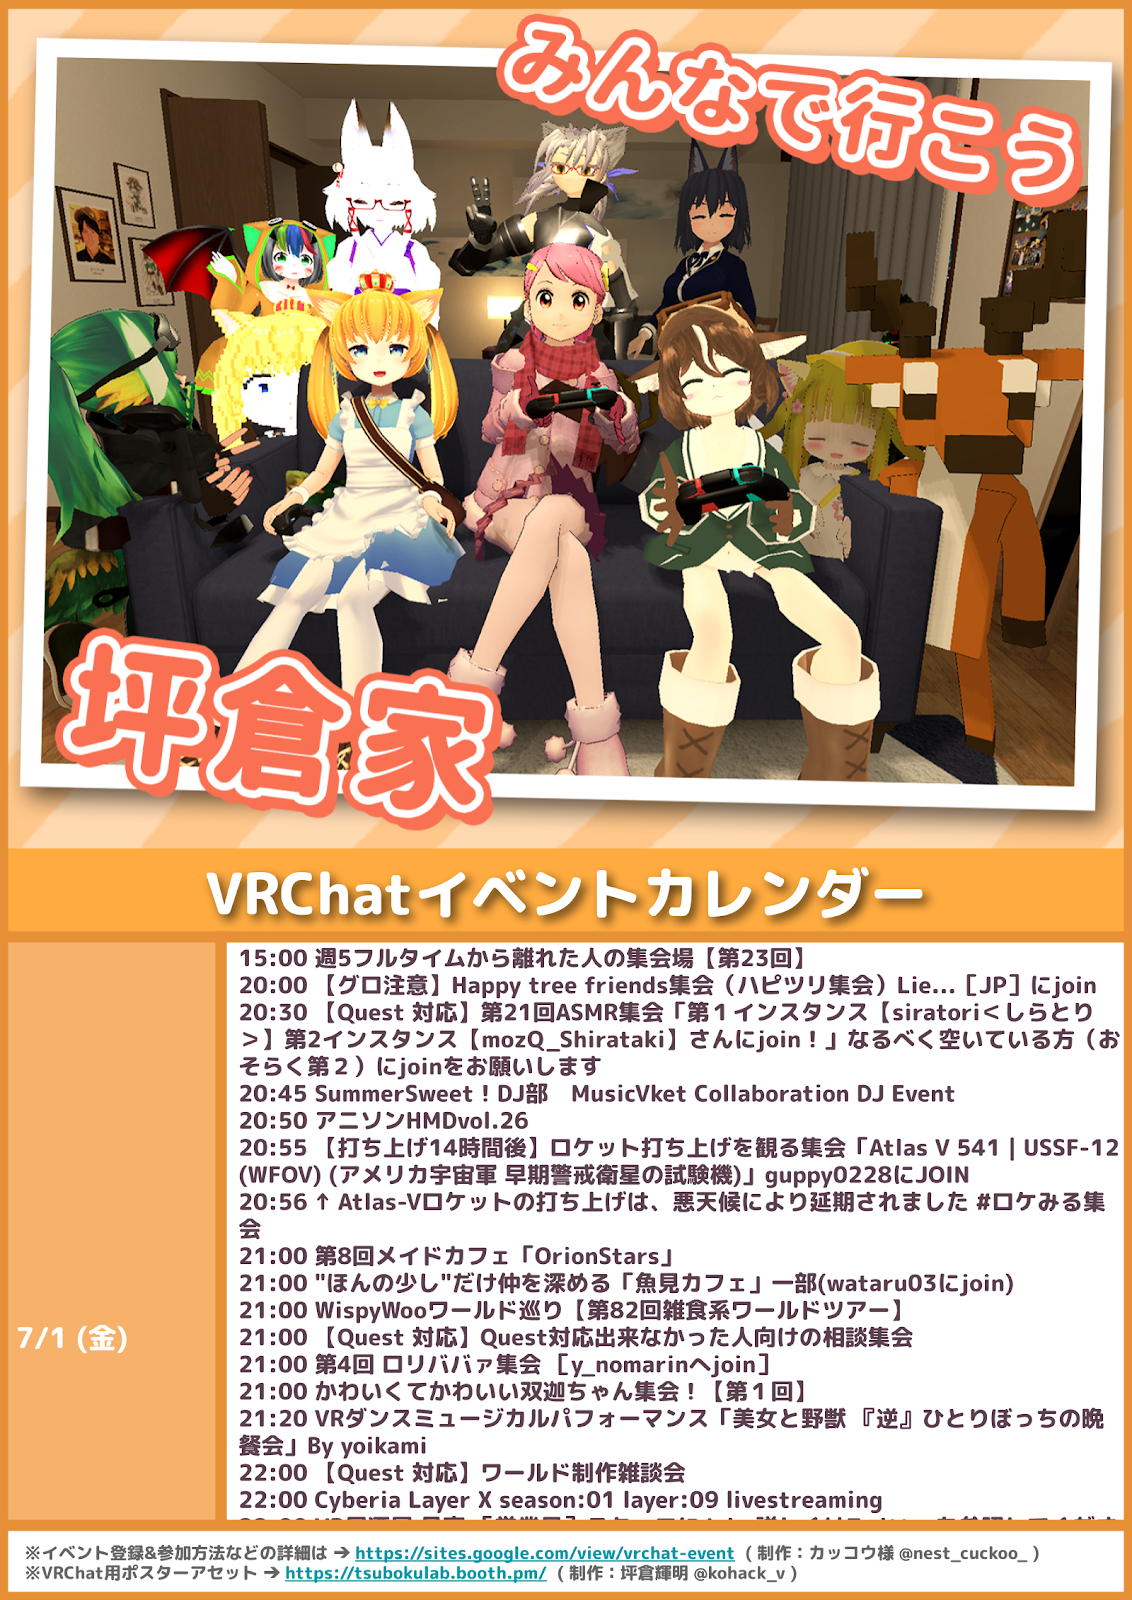 みんなで行こう
坪倉家
VRChatイベントカレンダー
7/1 (金)
15:00 週5フルタイムから離れた人の集会場【第23回】
20:00 【グロ注意】Happy tree friends集会（ハピツリ集会）Lie...［JP］にjoin
20:30 【Quest 対応】第21回ASMR集会「第１インスタンス【siratori＜しらとり
＞】第2インスタンス【mozQ_Shirataki】さんにjoin！」なるべく空いている方（お
そらく第２）にjoinをお願いします
20:45 SummerSweet！DJ部　MusicVket Collaboration DJ Event
20:50 アニソンHMDvol.26
20:55 【打ち上げ14時間後】ロケット打ち上げを観る集会「Atlas V 541 | USSF-12
(WFOV) (アメリカ宇宙軍 早期警戒衛星の試験機)」guppy0228にJOIN
20:56 ↑ Atlas-Vロケットの打ち上げは、悪天候により延期されました #ロケみる集
会
21:00 第8回メイドカフェ「OrionStars」
21:00 "ほんの少し"だけ仲を深める「魚見カフェ」一部(wataru03にjoin)
21:00 WispyWooワールド巡り【第82回雑食系ワールドツアー】
21:00 【Quest 対応】Quest対応出来なかった人向けの相談集会
21:00 第4回 ロリババァ集会 ［y_nomarinへjoin］
21:00 かわいくてかわいい双迦ちゃん集会！【第１回】
21:20 VRダンスミュージカルパフォーマンス「美女と野獣 『逆』ひとりぼっちの晩
餐会」By yoikami
22:00 【Quest 対応】ワールド制作雑談会
22:00 Cyberia Layer X season:01 layer:09 livestreaming
※イベント登録&参加方法などの詳細は → https://sites.google.com/view/vrchat-event （ 制作：カッコウ様 @nest_cuckoo_ ）
※VRChat用ポスターアセット → https://tsubokulab.booth.pm/ （ 制作：坪倉輝明 @kohack_v ）